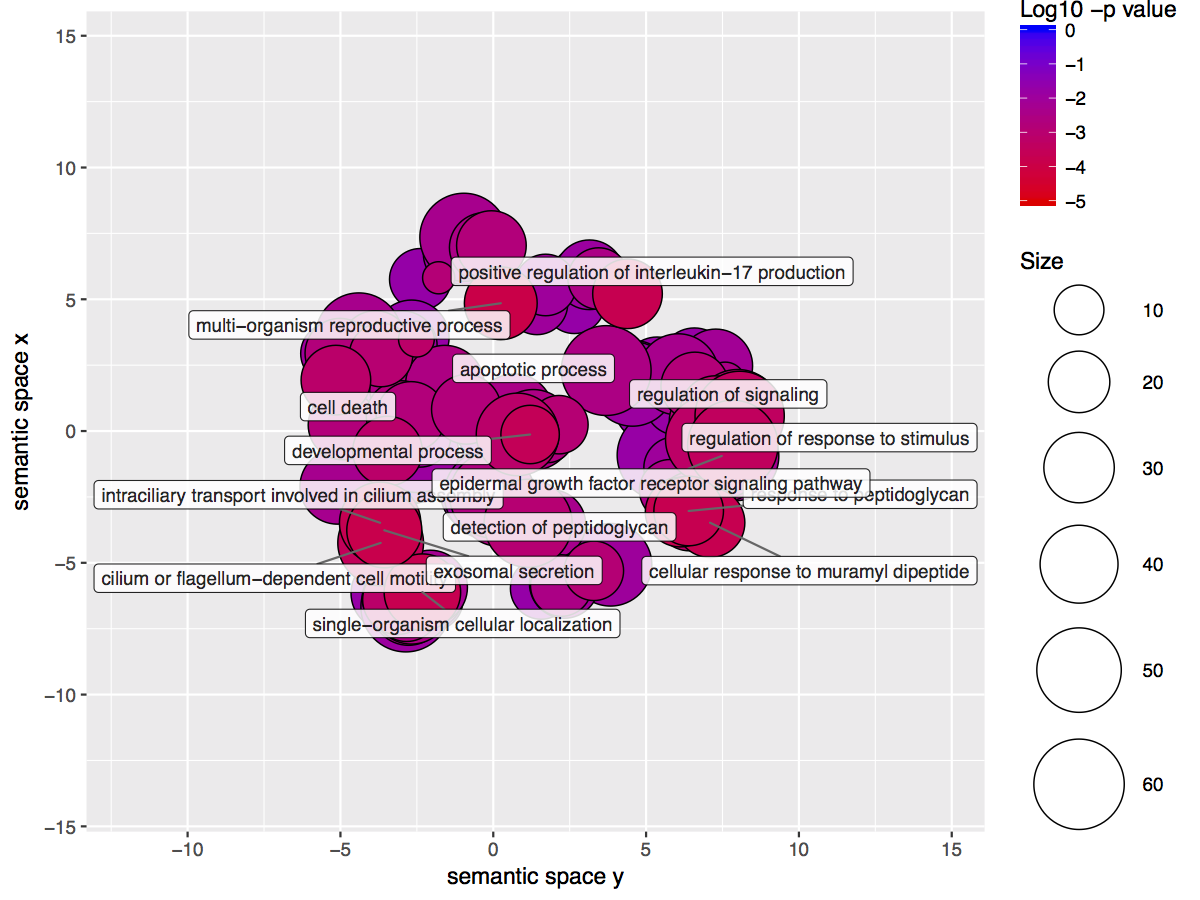 Log10 −p value
0
−1
−2
−3
−4
−5
Size
10
20
30
40
50
60
semantic space x
15
10
5
0
−5
−10
−15
positive regulation of interleukin−17 production
multi−organism reproductive process
apoptotic process
regulation of signaling
cell death
regulation of response to stimulus
developmental process
epidermal growth factor receptor signaling pathway
intraciliary transport involved in cilium assembly
response to peptidoglycan
detection of peptidoglycan
exosomal secretion
cellular response to muramyl dipeptide
cilium or flagellum−dependent cell motility
single−organism cellular localization
−10
−5
0
5
10
15
semantic space y